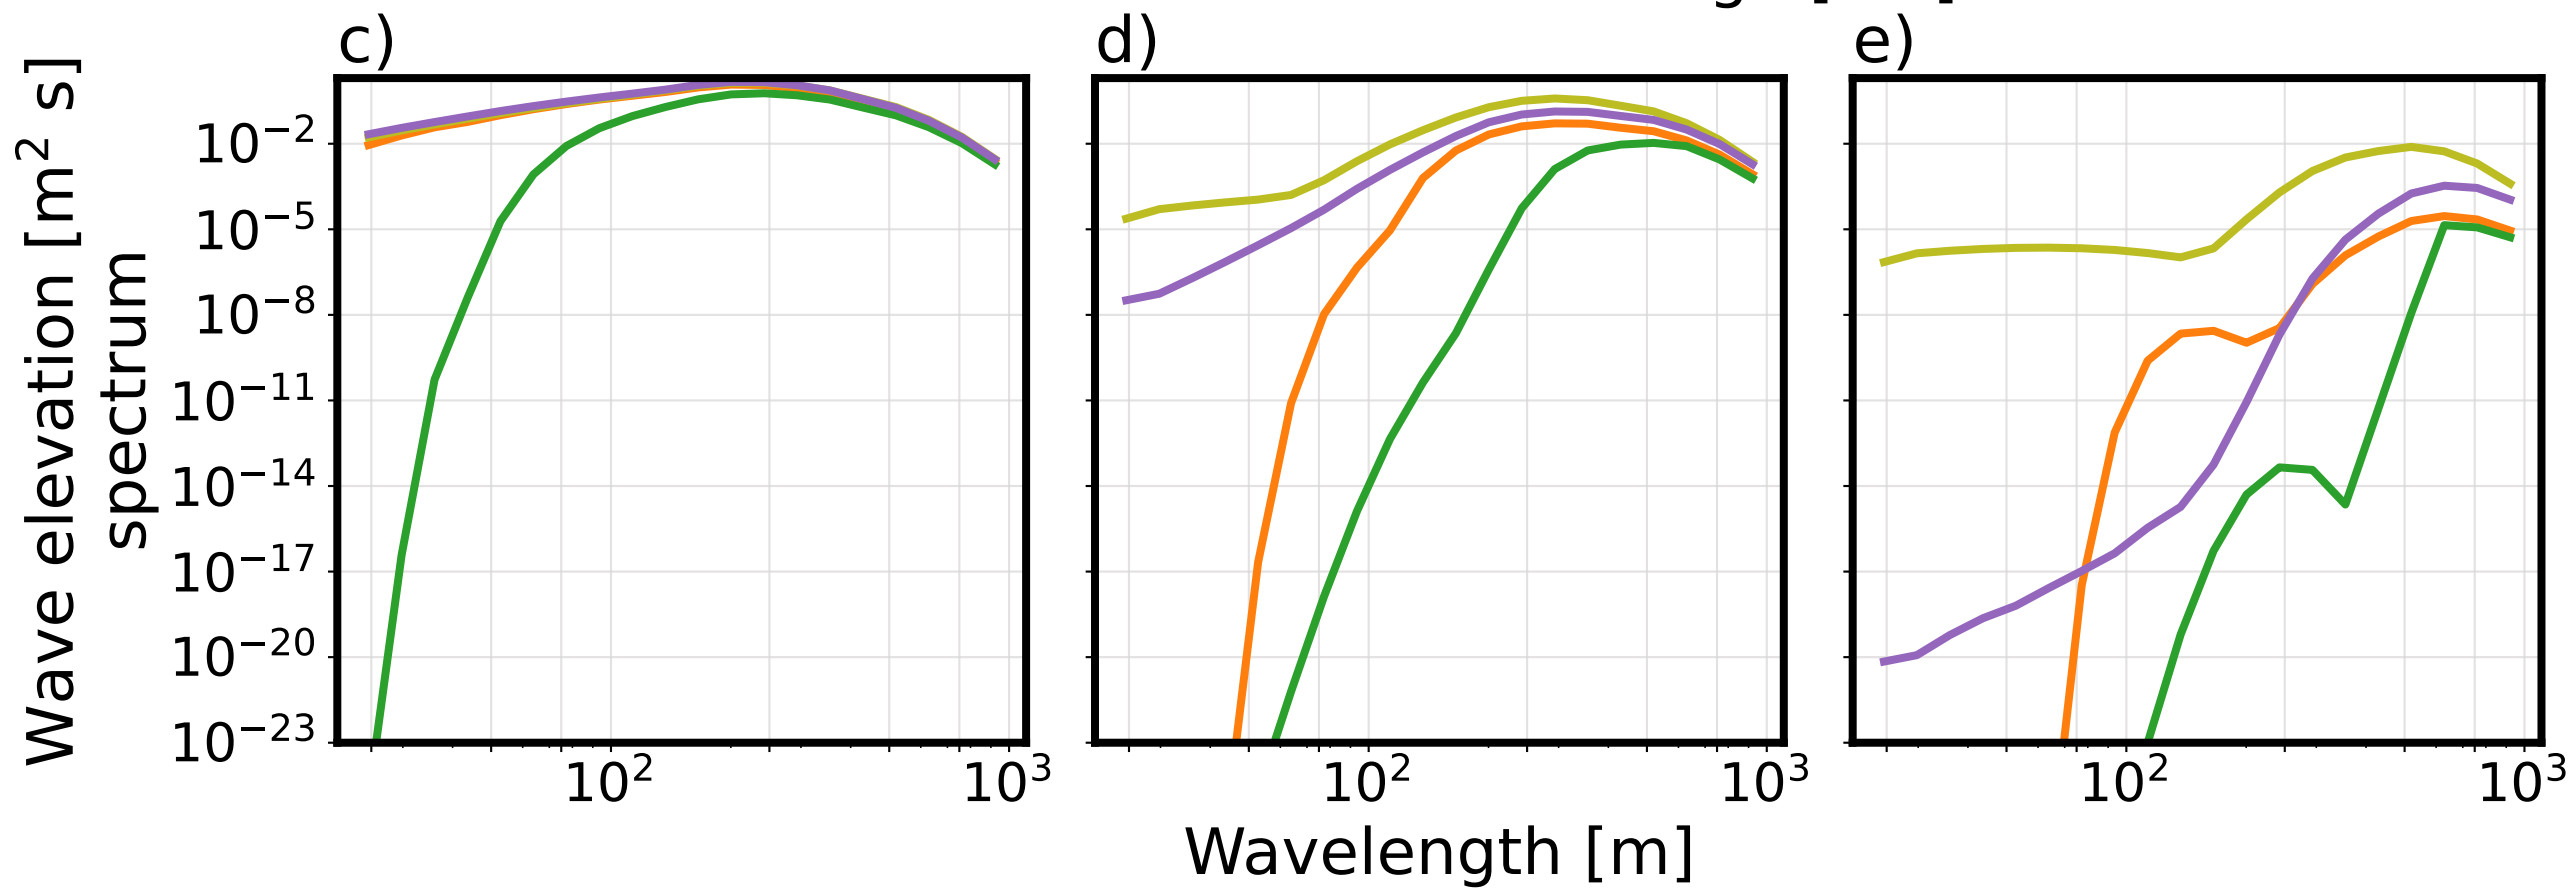 c)
d)
e)
Wave elevation [m² s]
spectrum
10⁻²
10⁻⁵
10⁻⁸
10⁻¹¹
10⁻¹⁴
10⁻¹⁷
10⁻²⁰
10⁻²³
10² 10³ 10² 10³ 10² 10³
Wavelength [m]